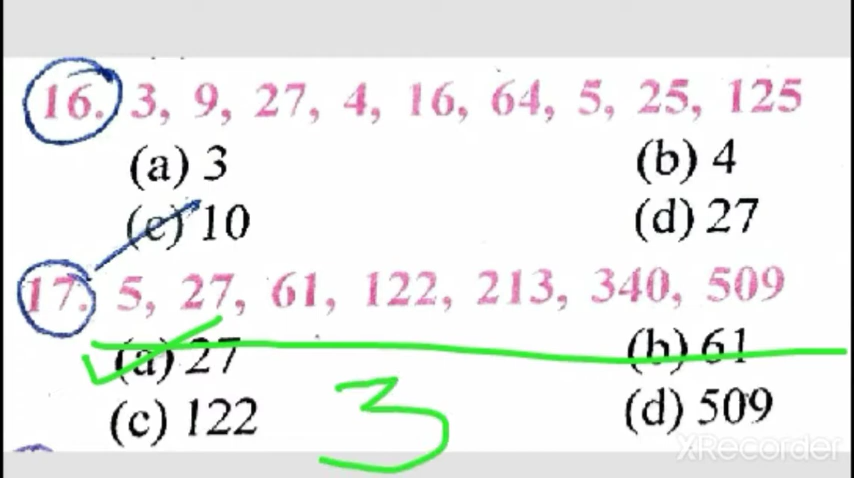 16. 3, 9, 27, 4, 16, 64, 5, 25, 125
(a) 3 (b) 4
(c) 10 (d) 27
17. 5, 27, 61, 122, 213, 340, 509
(a) 27 (b) 61
3
(c) 122 (d) 509
XRecorder